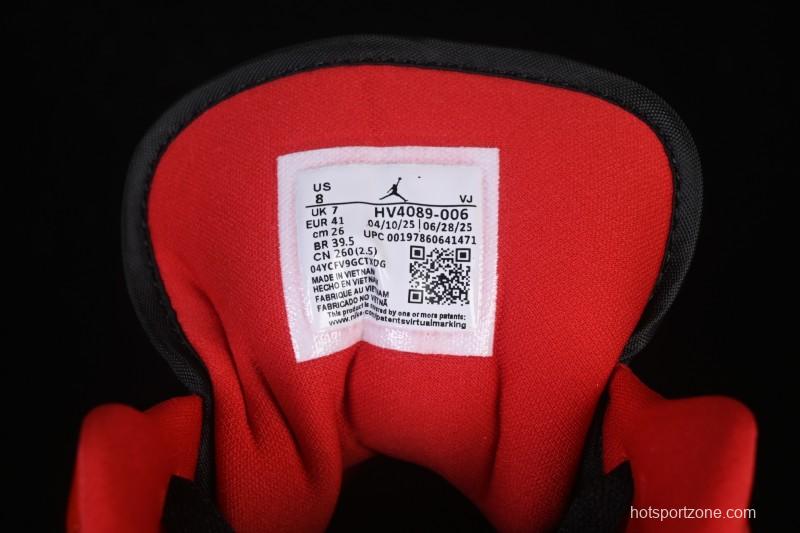 US
8
VJ
UK 7
HV4089-006
EUR 41
04/10/25 | 06/28/25
cm 26
UPC 00197860641471
BR 39.5
CN 260(2.5)
04YCFV9GCTXDG
MADE IN VIETNAM
HECHO EN VIETNAM
FABRIQUE AU VIETNAM
FABRICADO NO VIETNÃ
This product is covered by one or more patents:
www.nike.com/patentsvirtualmarking
hotsportzone.com